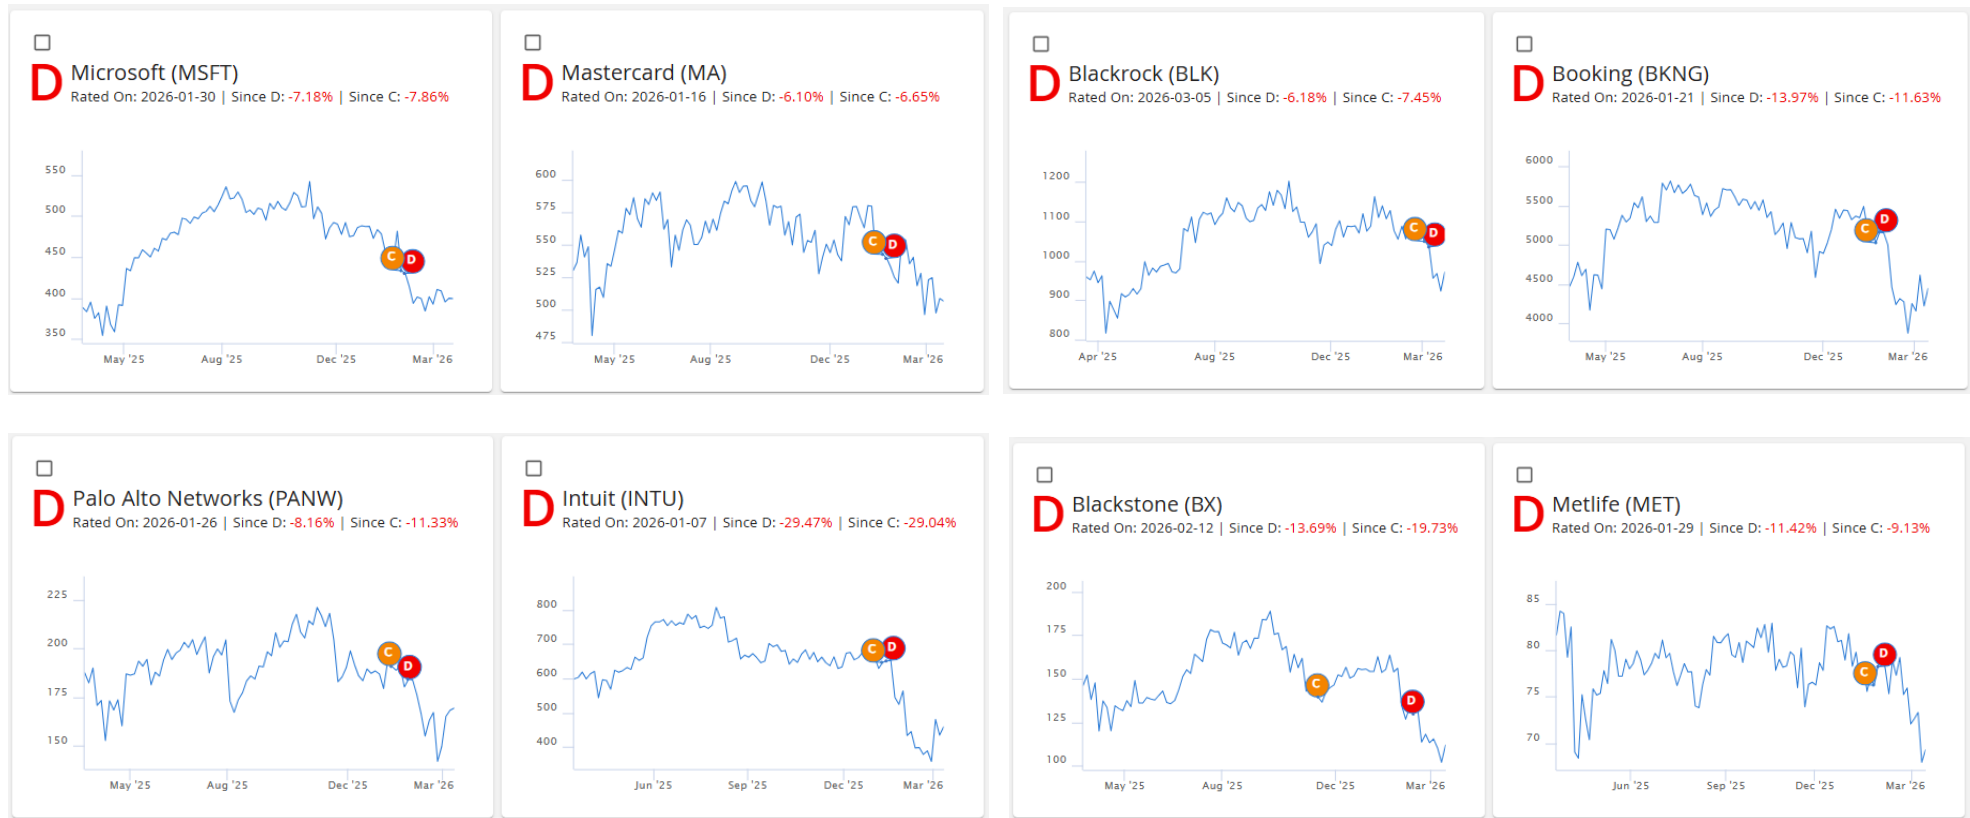 D Microsoft (MSFT)
Rated On: 2026-01-30 | Since D: -7.18% | Since C: -7.86%
550
500
450
400
350
C
D
May '25
Aug '25
Dec '25
Mar '26
D Mastercard (MA)
Rated On: 2026-01-16 | Since D: -6.10% | Since C: -6.65%
600
575
550
525
500
475
C
D
May '25
Aug '25
Dec '25
Mar '26
D Blackrock (BLK)
Rated On: 2026-03-05 | Since D: -6.18% | Since C: -7.45%
1200
1100
1000
900
800
C
D
Apr '25
Aug '25
Dec '25
Mar '26
D Booking (BKNG)
Rated On: 2026-01-21 | Since D: -13.97% | Since C: -11.63%
6000
5500
5000
4500
4000
C
D
May '25
Aug '25
Dec '25
Mar '26
D Palo Alto Networks (PANW)
Rated On: 2026-01-26 | Since D: -8.16% | Since C: -11.33%
225
200
175
150
C
D
May '25
Aug '25
Dec '25
Mar '26
D Intuit (INTU)
Rated On: 2026-01-07 | Since D: -29.47% | Since C: -29.04%
800
700
600
500
400
C
D
Jun '25
Sep '25
Dec '25
Mar '26
D Blackstone (BX)
Rated On: 2026-02-12 | Since D: -13.69% | Since C: -19.73%
200
175
150
125
100
C
D
May '25
Aug '25
Dec '25
Mar '26
D Metlife (MET)
Rated On: 2026-01-29 | Since D: -11.42% | Since C: -9.13%
85
80
75
70
C
D
Jun '25
Sep '25
Dec '25
Mar '26